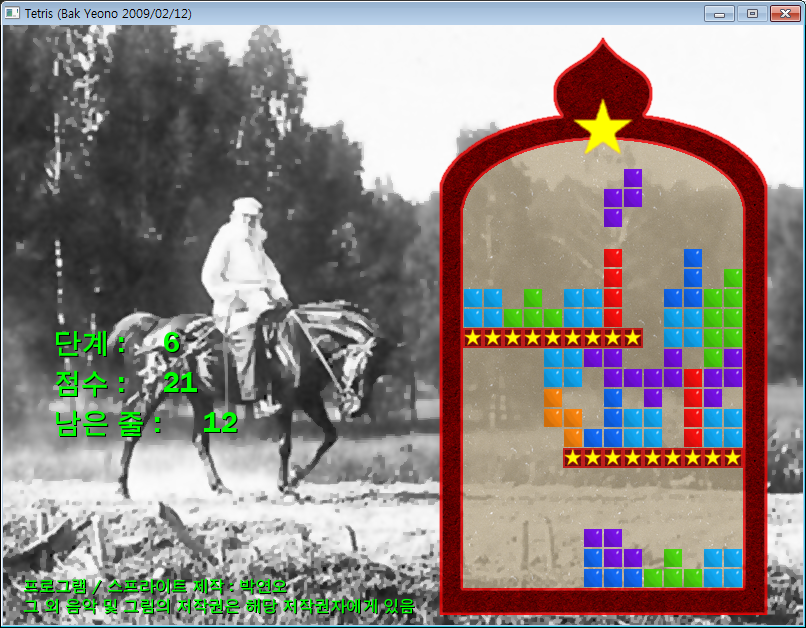 Tetris (Bak Yeono 2009/02/12)
단계 : 6
점수 : 21
남은 줄 : 12
프로그램 / 스프라이트 제작 : 박연오
그 외 음악 및 그림의 저작권은 해당 저작권자에게 있음